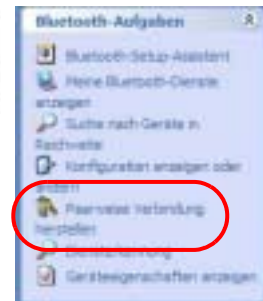 Bluetooth-Aufgaben
Bluetooth-Setup-Assistent
Meine Bluetooth-Dienste
anzeigen
Suche nach Geräte in
Reichweite
Konfiguration anzeigen oder
ändern
Paarweise Verbindung
herstellen
Geräteeigenschaften anzeigen